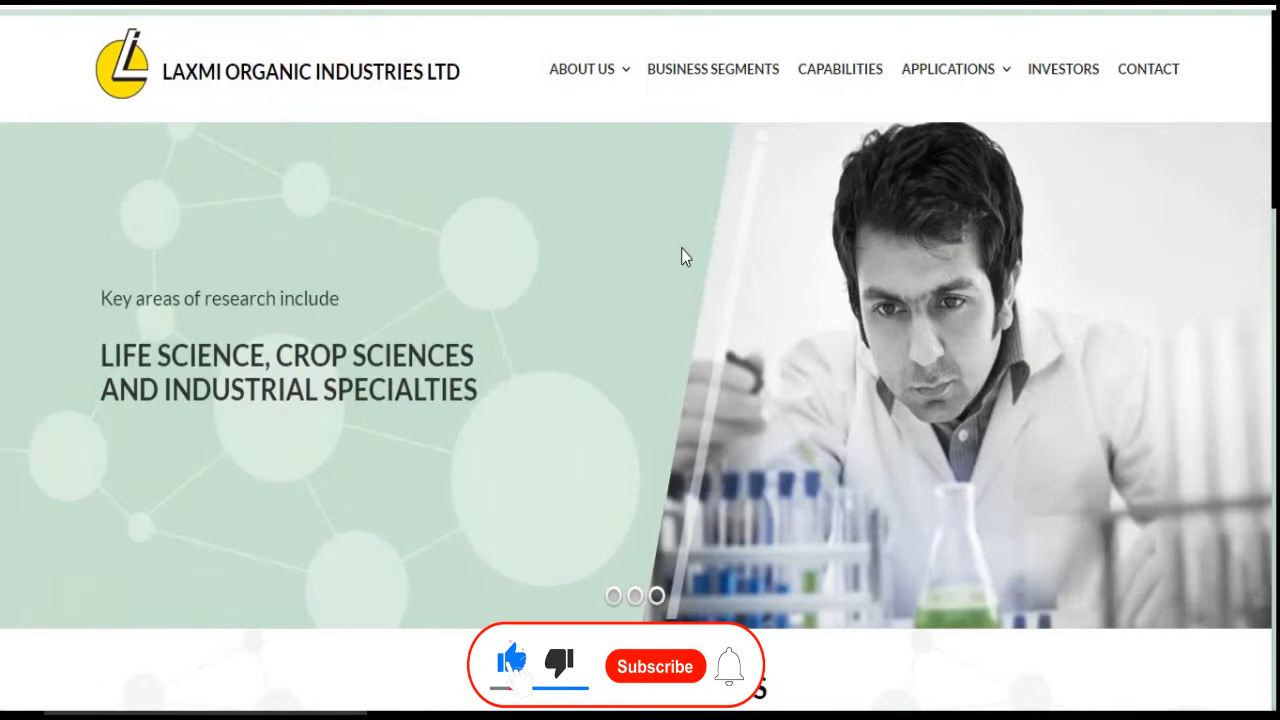 LAXMI ORGANIC INDUSTRIES LTD
ABOUT US BUSINESS SEGMENTS CAPABILITIES APPLICATIONS INVESTORS CONTACT
Key areas of research include
LIFE SCIENCE, CROP SCIENCES
AND INDUSTRIAL SPECIALTIES
Subscribe